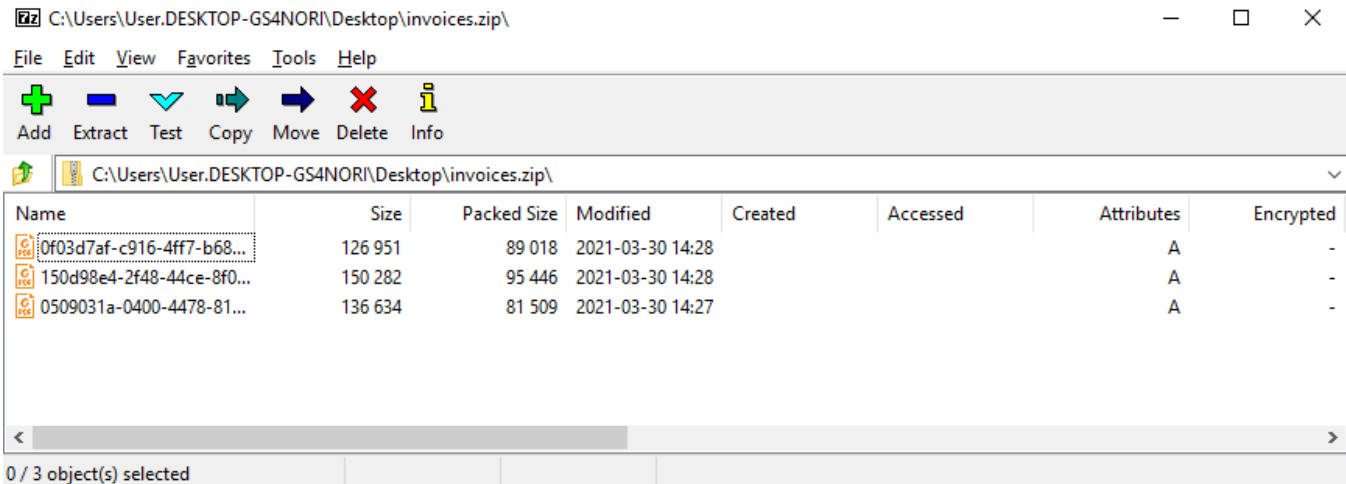 C:\Users\User.DESKTOP-GS4NORI\Desktop\invoices.zip\
File Edit View Favorites Tools Help
Add Extract Test Copy Move Delete Info
C:\Users\User.DESKTOP-GS4NORI\Desktop\invoices.zip\
Name Size Packed Size Modified Created Accessed Attributes Encrypted
0f03d7af-c916-4ff7-b68... 126 951 89 018 2021-03-30 14:28 A -
150d98e4-2f48-44ce-8f0... 150 282 95 446 2021-03-30 14:28 A -
0509031a-0400-4478-81... 136 634 81 509 2021-03-30 14:27 A -
0 / 3 object(s) selected